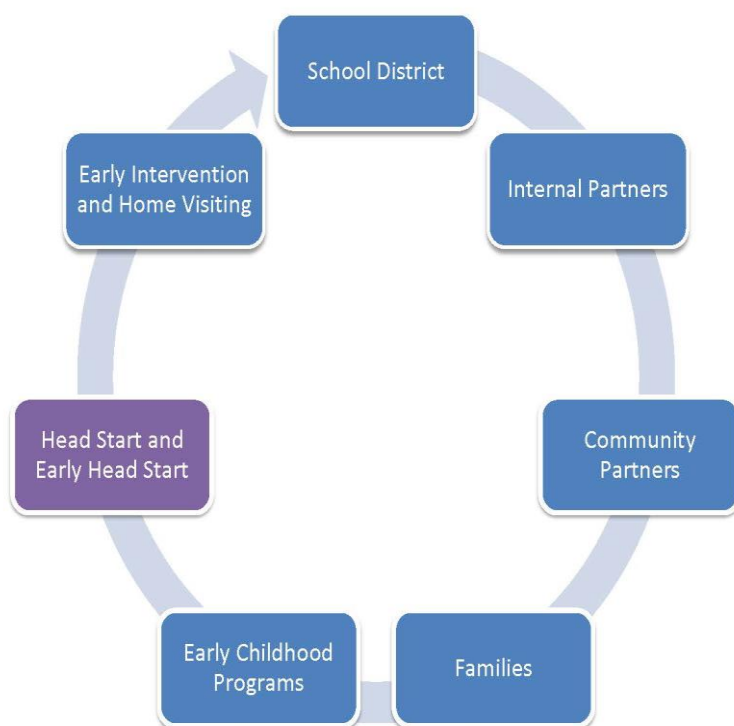 School District
Internal Partners
Community
Partners
Families
Early Childhood
Programs
Head Start and
Early Head Start
Early Intervention
and Home Visiting